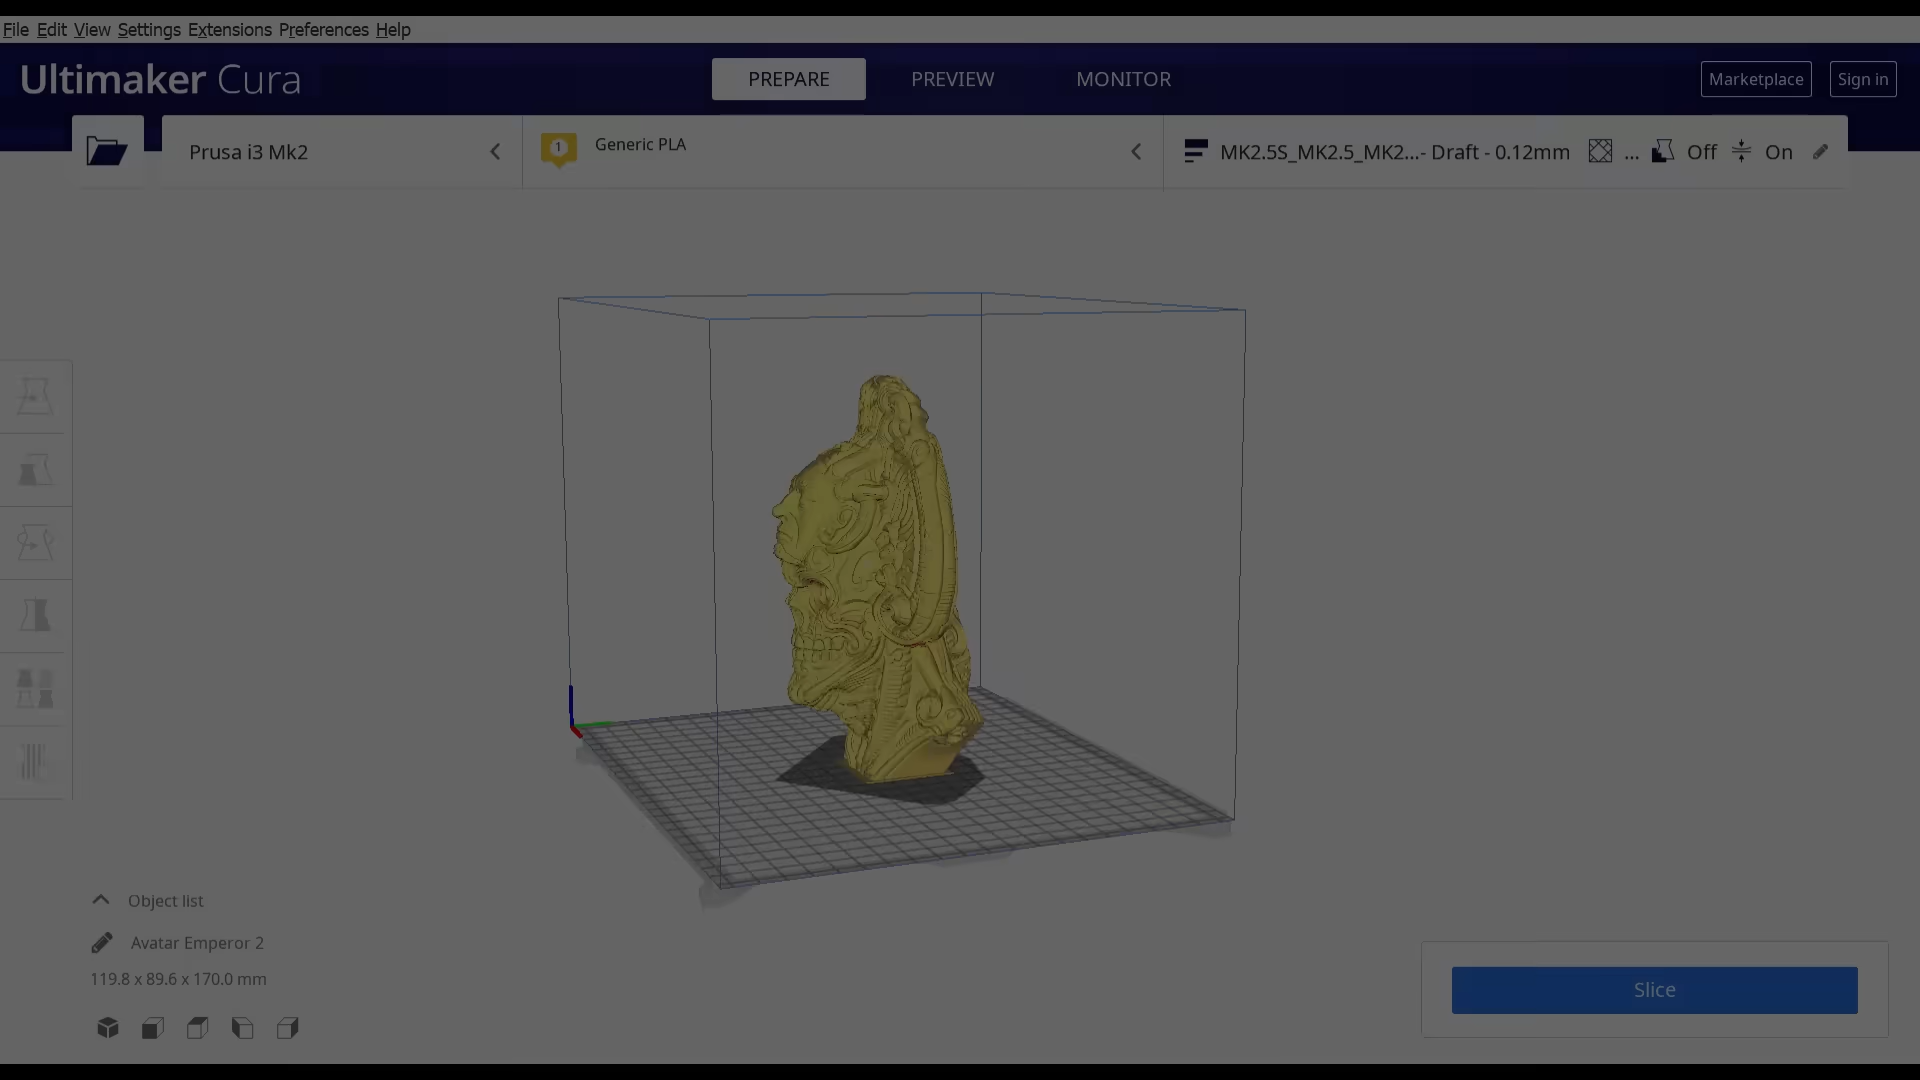 File Edit View Settings Extensions Preferences Help
Ultimaker Cura
PREPARE
PREVIEW
MONITOR
Marketplace
Sign in
Prusa i3 Mk2
1
Generic PLA
MK2.5S_MK2.5_MK2...- Draft - 0.12mm
...
Off
On
Object list
Avatar Emperor 2
119.8 x 89.6 x 170.0 mm
Slice